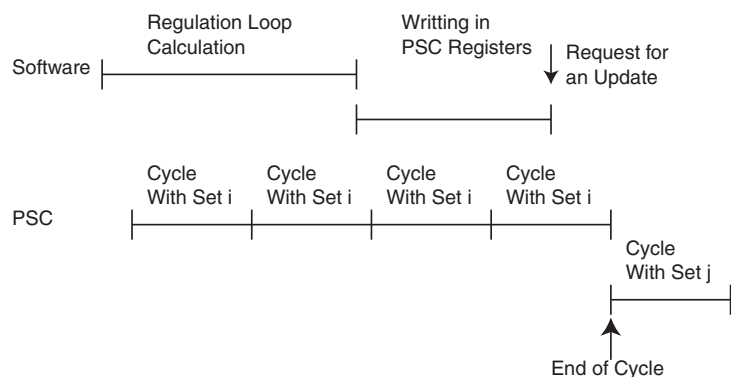 Regulation Loop
Calculation
Writting in
PSC Registers
Request for
an Update
Software
Cycle
With Set i
Cycle
With Set i
Cycle
With Set i
Cycle
With Set i
PSC
Cycle
With Set j
End of Cycle